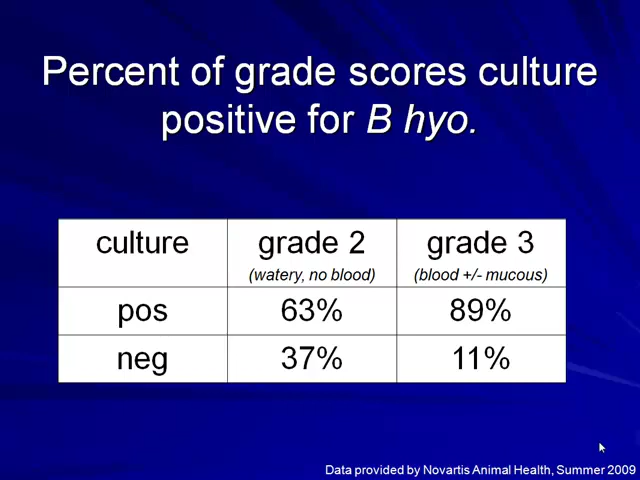 Percent of grade scores culture
positive for B hyo.
culture grade 2 grade 3
(watery, no blood) (blood +/- mucous)
pos 63% 89%
neg 37% 11%
Data provided by Novartis Animal Health, Summer 2009